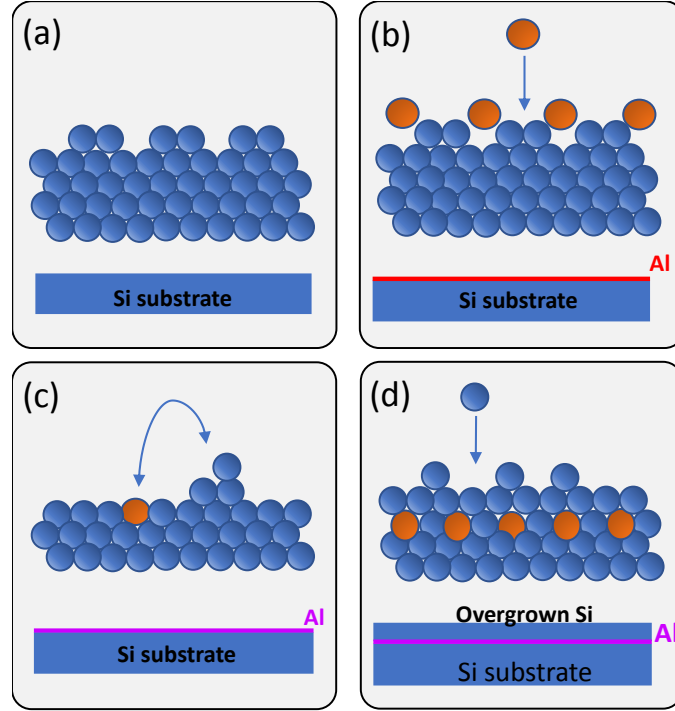 (a)
Si substrate
(b)
Al
Si substrate
(c)
Al
Si substrate
(d)
Overgrown Si
Al
Si substrate